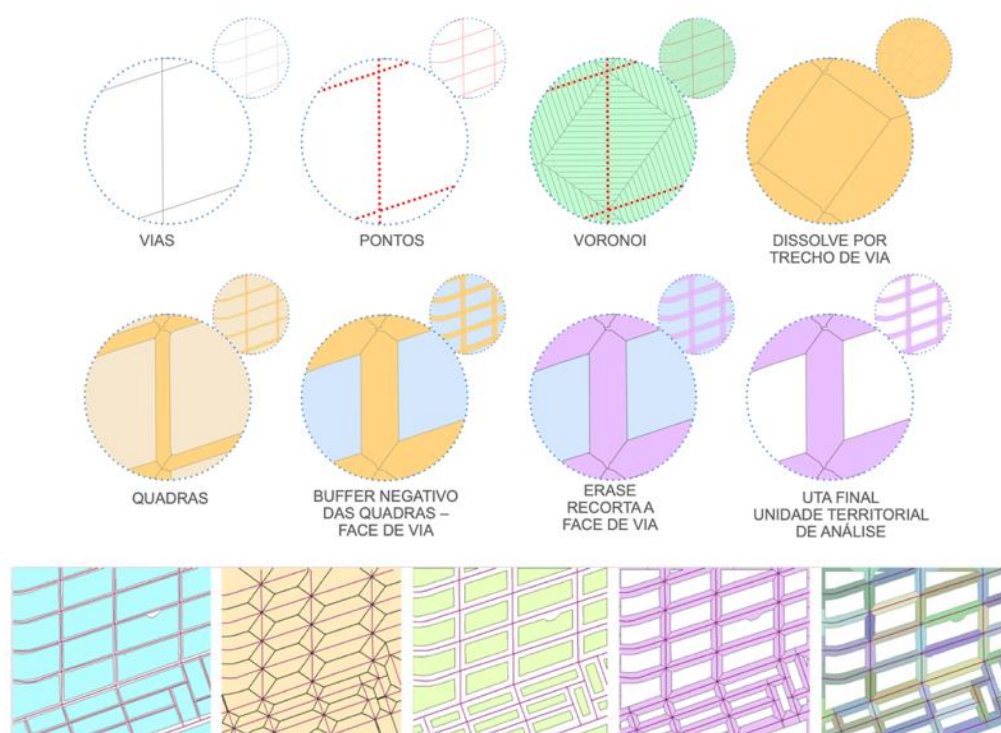 VIAS
PONTOS
VORONOI
DISSOLVE POR
TRECHO DE VIA
QUADRAS
BUFFER NEGATIVO
DAS QUADRAS –
FACE DE VIA
ERASE
RECORTA A
FACE DE VIA
UTA FINAL
UNIDADE TERRITORIAL
DE ANÁLISE